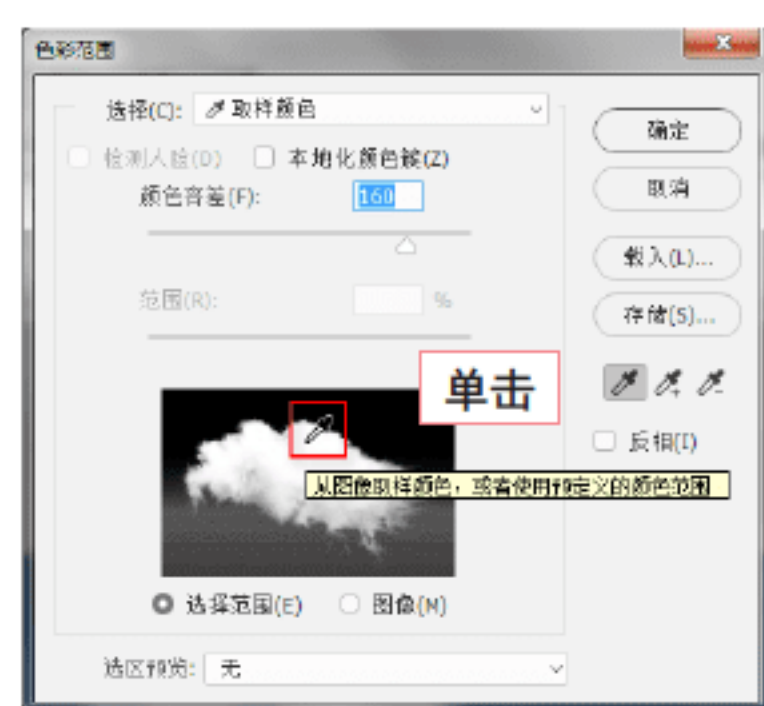 色彩范围
选择(C): 取样颜色
确定
检测人脸(D) 本地化颜色簇(Z)
颜色容差(F): 160
取消
载入(L)...
范围(R): %
存储(S)...
单击
反相(I)
从图像取样颜色，或者使用预定义的颜色范围
选择范围(E) 图像(M)
选区预览: 无